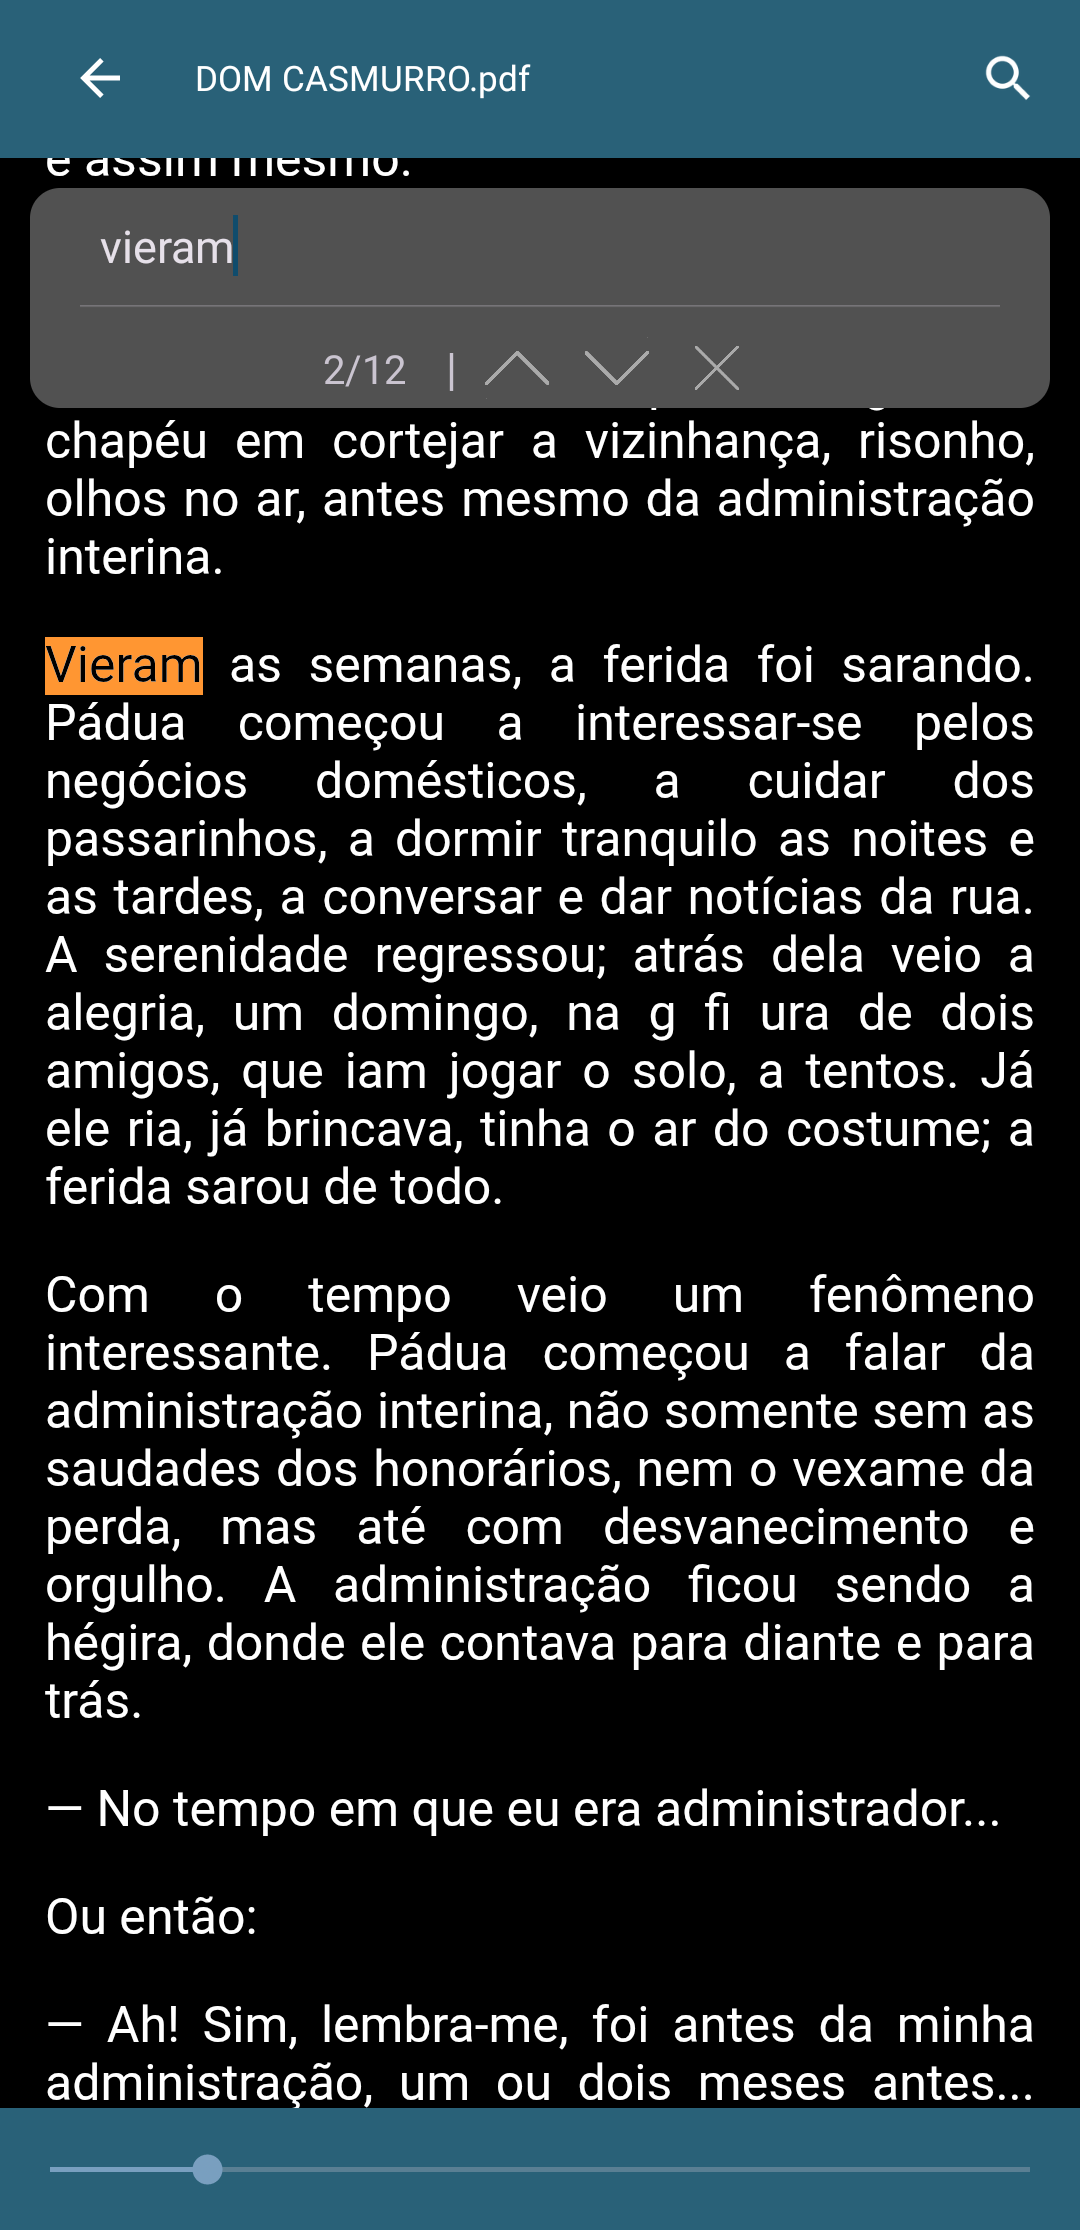 DOM CASMURRO.pdf
é assim mesmo.
vieram
2/12 |
chapéu em cortejar a vizinhança, risonho,
olhos no ar, antes mesmo da administração
interina.
Vieram as semanas, a ferida foi sarando.
Pádua começou a interessar-se pelos
negócios domésticos, a cuidar dos
passarinhos, a dormir tranquilo as noites e
as tardes, a conversar e dar notícias da rua.
A serenidade regressou; atrás dela veio a
alegria, um domingo, na g fi ura de dois
amigos, que iam jogar o solo, a tentos. Já
ele ria, já brincava, tinha o ar do costume; a
ferida sarou de todo.
Com o tempo veio um fenômeno
interessante. Pádua começou a falar da
administração interina, não somente sem as
saudades dos honorários, nem o vexame da
perda, mas até com desvanecimento e
orgulho. A administração ficou sendo a
hégira, donde ele contava para diante e para
trás.
— No tempo em que eu era administrador...
Ou então:
— Ah! Sim, lembra-me, foi antes da minha
administração, um ou dois meses antes...